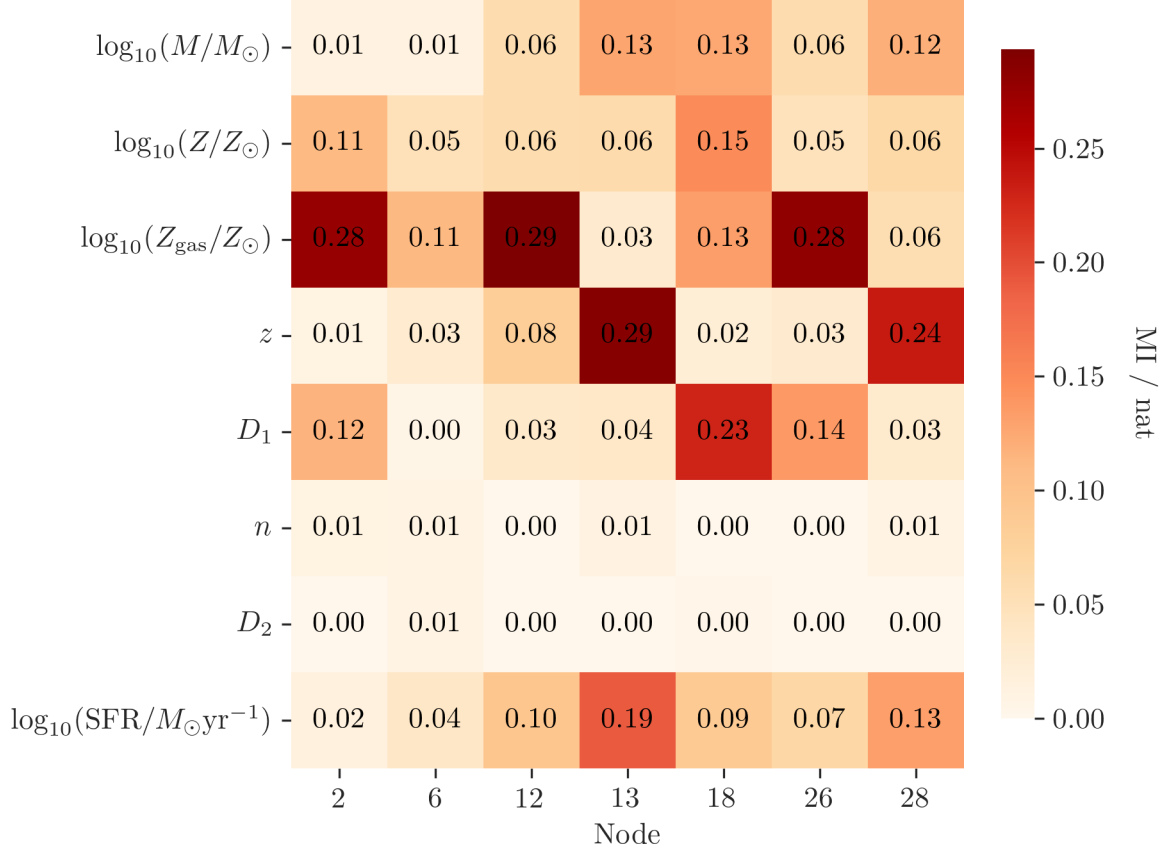 log₁₀(M/M⊙) 0.01 0.01 0.06 0.13 0.13 0.06 0.12
log₁₀(Z/Z⊙) 0.11 0.05 0.06 0.06 0.15 0.05 0.06
log₁₀(Z_gas/Z⊙) 0.28 0.11 0.29 0.03 0.13 0.28 0.06
z 0.01 0.03 0.08 0.29 0.02 0.03 0.24
D₁ 0.12 0.00 0.03 0.04 0.23 0.14 0.03
n 0.01 0.01 0.00 0.01 0.00 0.00 0.01
D₂ 0.00 0.01 0.00 0.00 0.00 0.00 0.00
log₁₀(SFR/M⊙yr⁻¹) 0.02 0.04 0.10 0.19 0.09 0.07 0.13
2 6 12 13 18 26 28
Node
0.25
0.20
0.15
0.10
0.05
0.00
MI / nat